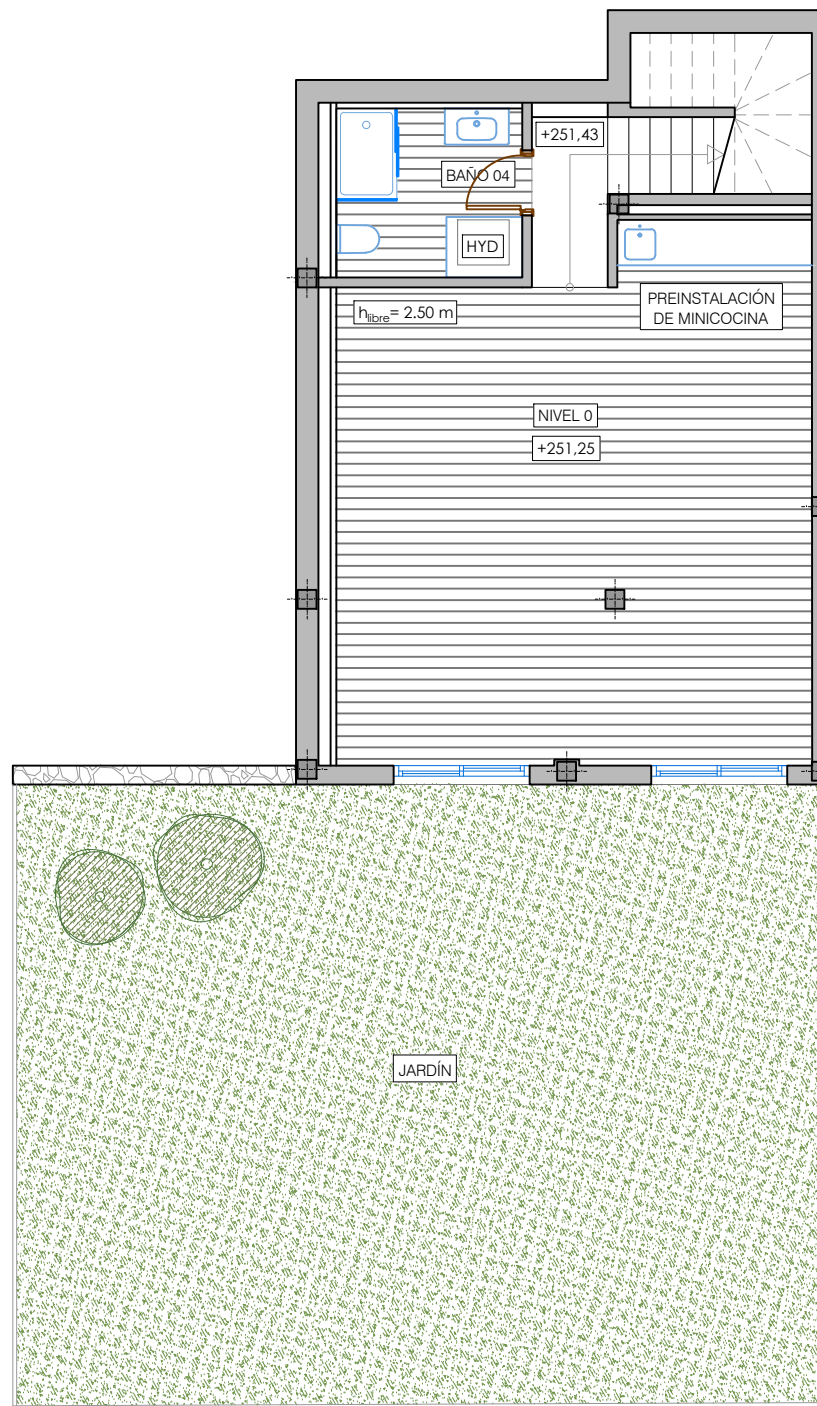 +251,43
BAÑO 04
HYD
PREINSTALACIÓN
DE MINICOCINA
hlibre= 2.50 m
NIVEL 0
+251,25
JARDÍN